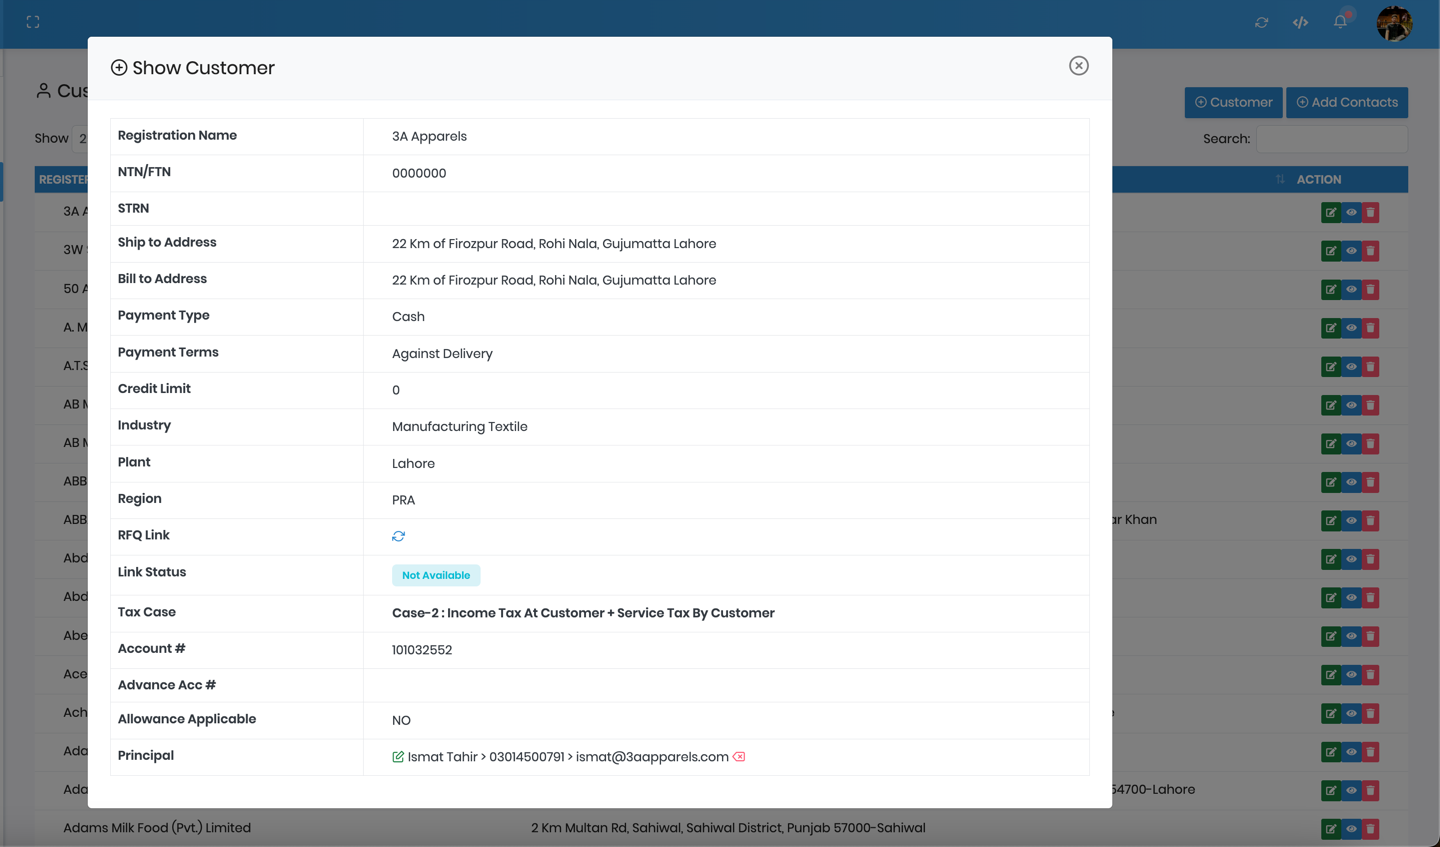 Show Customer
Cus
Customer
Add Contacts
Show 2
Search:
REGISTER
ACTION
Registration Name 3A Apparels
NTN/FTN 0000000
STRN
Ship to Address 22 Km of Firozpur Road, Rohi Nala, Gujumatta Lahore
Bill to Address 22 Km of Firozpur Road, Rohi Nala, Gujumatta Lahore
Payment Type Cash
Payment Terms Against Delivery
Credit Limit 0
Industry Manufacturing Textile
Plant Lahore
Region PRA
RFQ Link
Link Status Not Available
Tax Case Case-2 : Income Tax At Customer + Service Tax By Customer
Account # 101032552
Advance Acc #
Allowance Applicable NO
Principal Ismat Tahir > 03014500791 > ismat@3aapparels.com
3A A
3W
50 A
A. M
A.T.S
AB M
AB M
ABB
ABB ar Khan
Abd
Abd
Abe
Ace
Ach
Ada
Ada 54700-Lahore
Adams Milk Food (Pvt.) Limited 2 Km Multan Rd, Sahiwal, Sahiwal District, Punjab 57000-Sahiwal